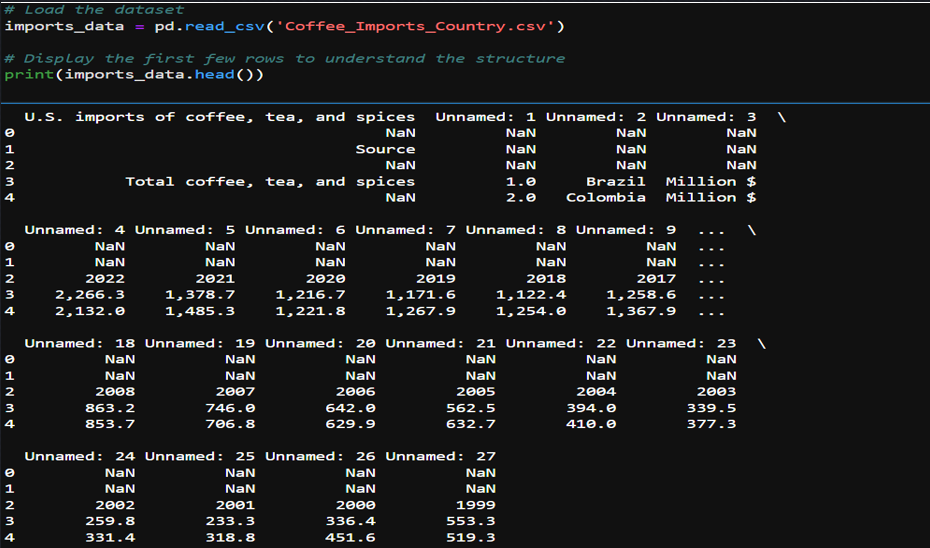 # Load the dataset
imports_data = pd.read_csv('Coffee_Imports_Country.csv')
# Display the first few rows to understand the structure
print(imports_data.head())
U.S. imports of coffee, tea, and spices  Unnamed: 1 Unnamed: 2 Unnamed: 3  \
0 NaN NaN NaN NaN
1 Source NaN NaN NaN
2 NaN NaN NaN NaN
3 Total coffee, tea, and spices 1.0 Brazil Million $
4 NaN 2.0 Colombia Million $
Unnamed: 4 Unnamed: 5 Unnamed: 6 Unnamed: 7 Unnamed: 8 Unnamed: 9 ... \
0 NaN NaN NaN NaN NaN NaN ...
1 NaN NaN NaN NaN NaN NaN ...
2 2022 2021 2020 2019 2018 2017 ...
3 2,266.3 1,378.7 1,216.7 1,171.6 1,122.4 1,258.6 ...
4 2,132.0 1,485.3 1,221.8 1,267.9 1,254.0 1,367.9 ...
Unnamed: 18 Unnamed: 19 Unnamed: 20 Unnamed: 21 Unnamed: 22 Unnamed: 23 \
0 NaN NaN NaN NaN NaN NaN
1 NaN NaN NaN NaN NaN NaN
2 2008 2007 2006 2005 2004 2003
3 863.2 746.0 642.0 562.5 394.0 339.5
4 853.7 706.8 629.9 632.7 410.0 377.3
Unnamed: 24 Unnamed: 25 Unnamed: 26 Unnamed: 27
0 NaN NaN NaN NaN
1 NaN NaN NaN NaN
2 2002 2001 2000 1999
3 259.8 233.3 336.4 553.3
4 331.4 318.8 451.6 519.3